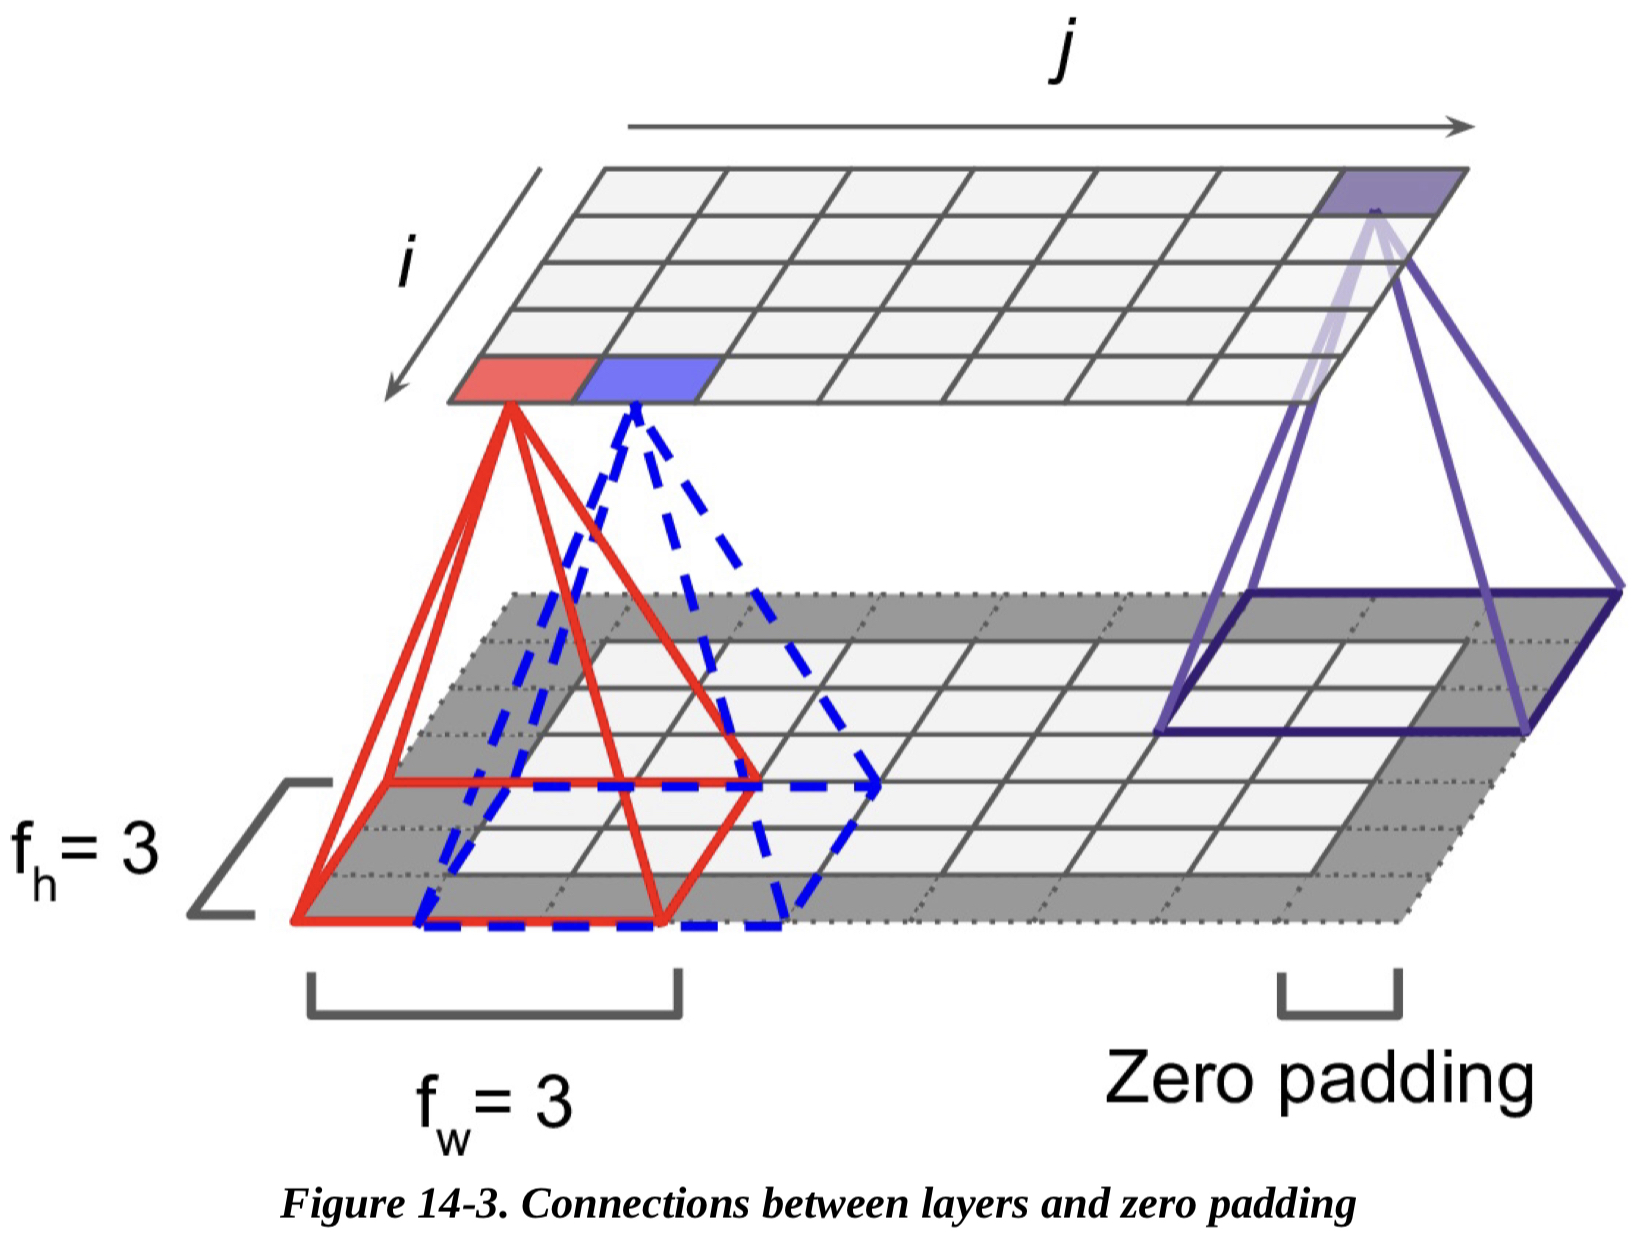 j
i
fh= 3
fw= 3
Zero padding
Figure 14-3. Connections between layers and zero padding